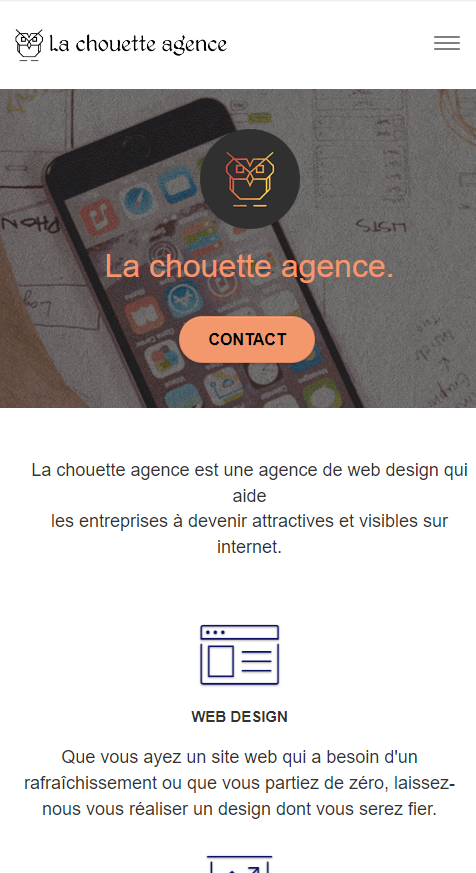 La chouette agence
La chouette agence.
CONTACT
La chouette agence est une agence de web design qui
aide
les entreprises à devenir attractives et visibles sur
internet.
WEB DESIGN
Que vous ayez un site web qui a besoin d'un
rafraîchissement ou que vous partiez de zéro, laissez-
nous vous réaliser un design dont vous serez fier.